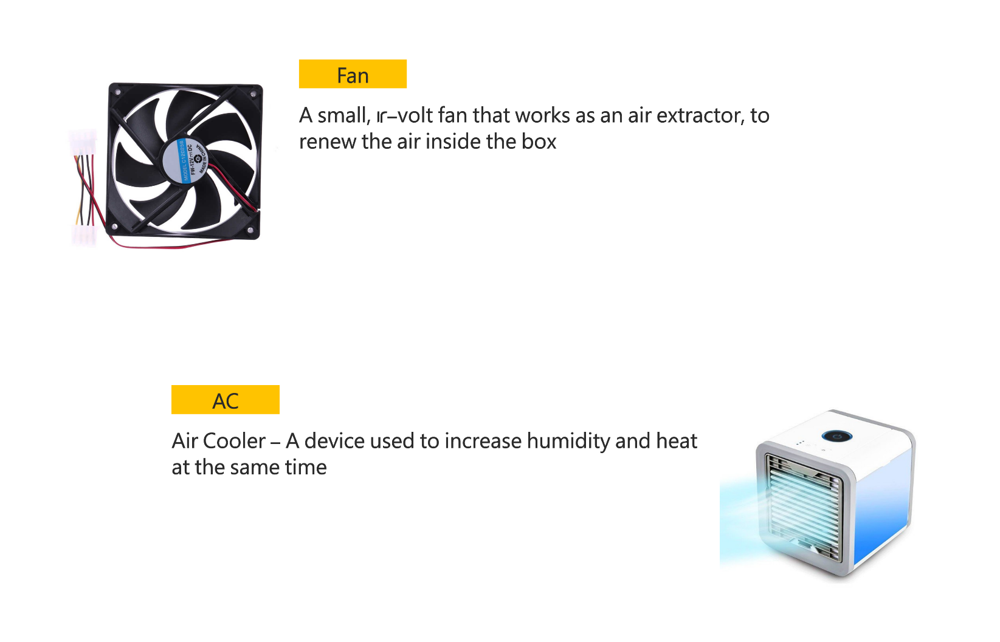 Fan
A small, ١٢–volt fan that works as an air extractor, to
renew the air inside the box
MODEL C12025B
FW-12V⎓DC
MADE IN CHINA
AC
Air Cooler – A device used to increase humidity and heat
at the same time